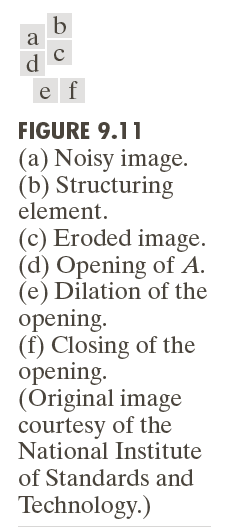 a b
c
d
e f
FIGURE 9.11
(a) Noisy image.
(b) Structuring
element.
(c) Eroded image.
(d) Opening of A.
(e) Dilation of the
opening.
(f) Closing of the
opening.
(Original image
courtesy of the
National Institute
of Standards and
Technology.)